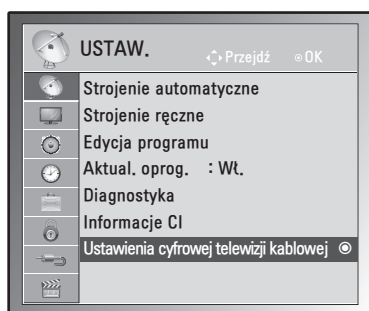 USTAW.
Przejdź OK
Strojenie automatyczne
Strojenie ręczne
Edycja programu
Aktual. oprog. : Wł.
Diagnostyka
Informacje CI
Ustawienia cyfrowej telewizji kablowej